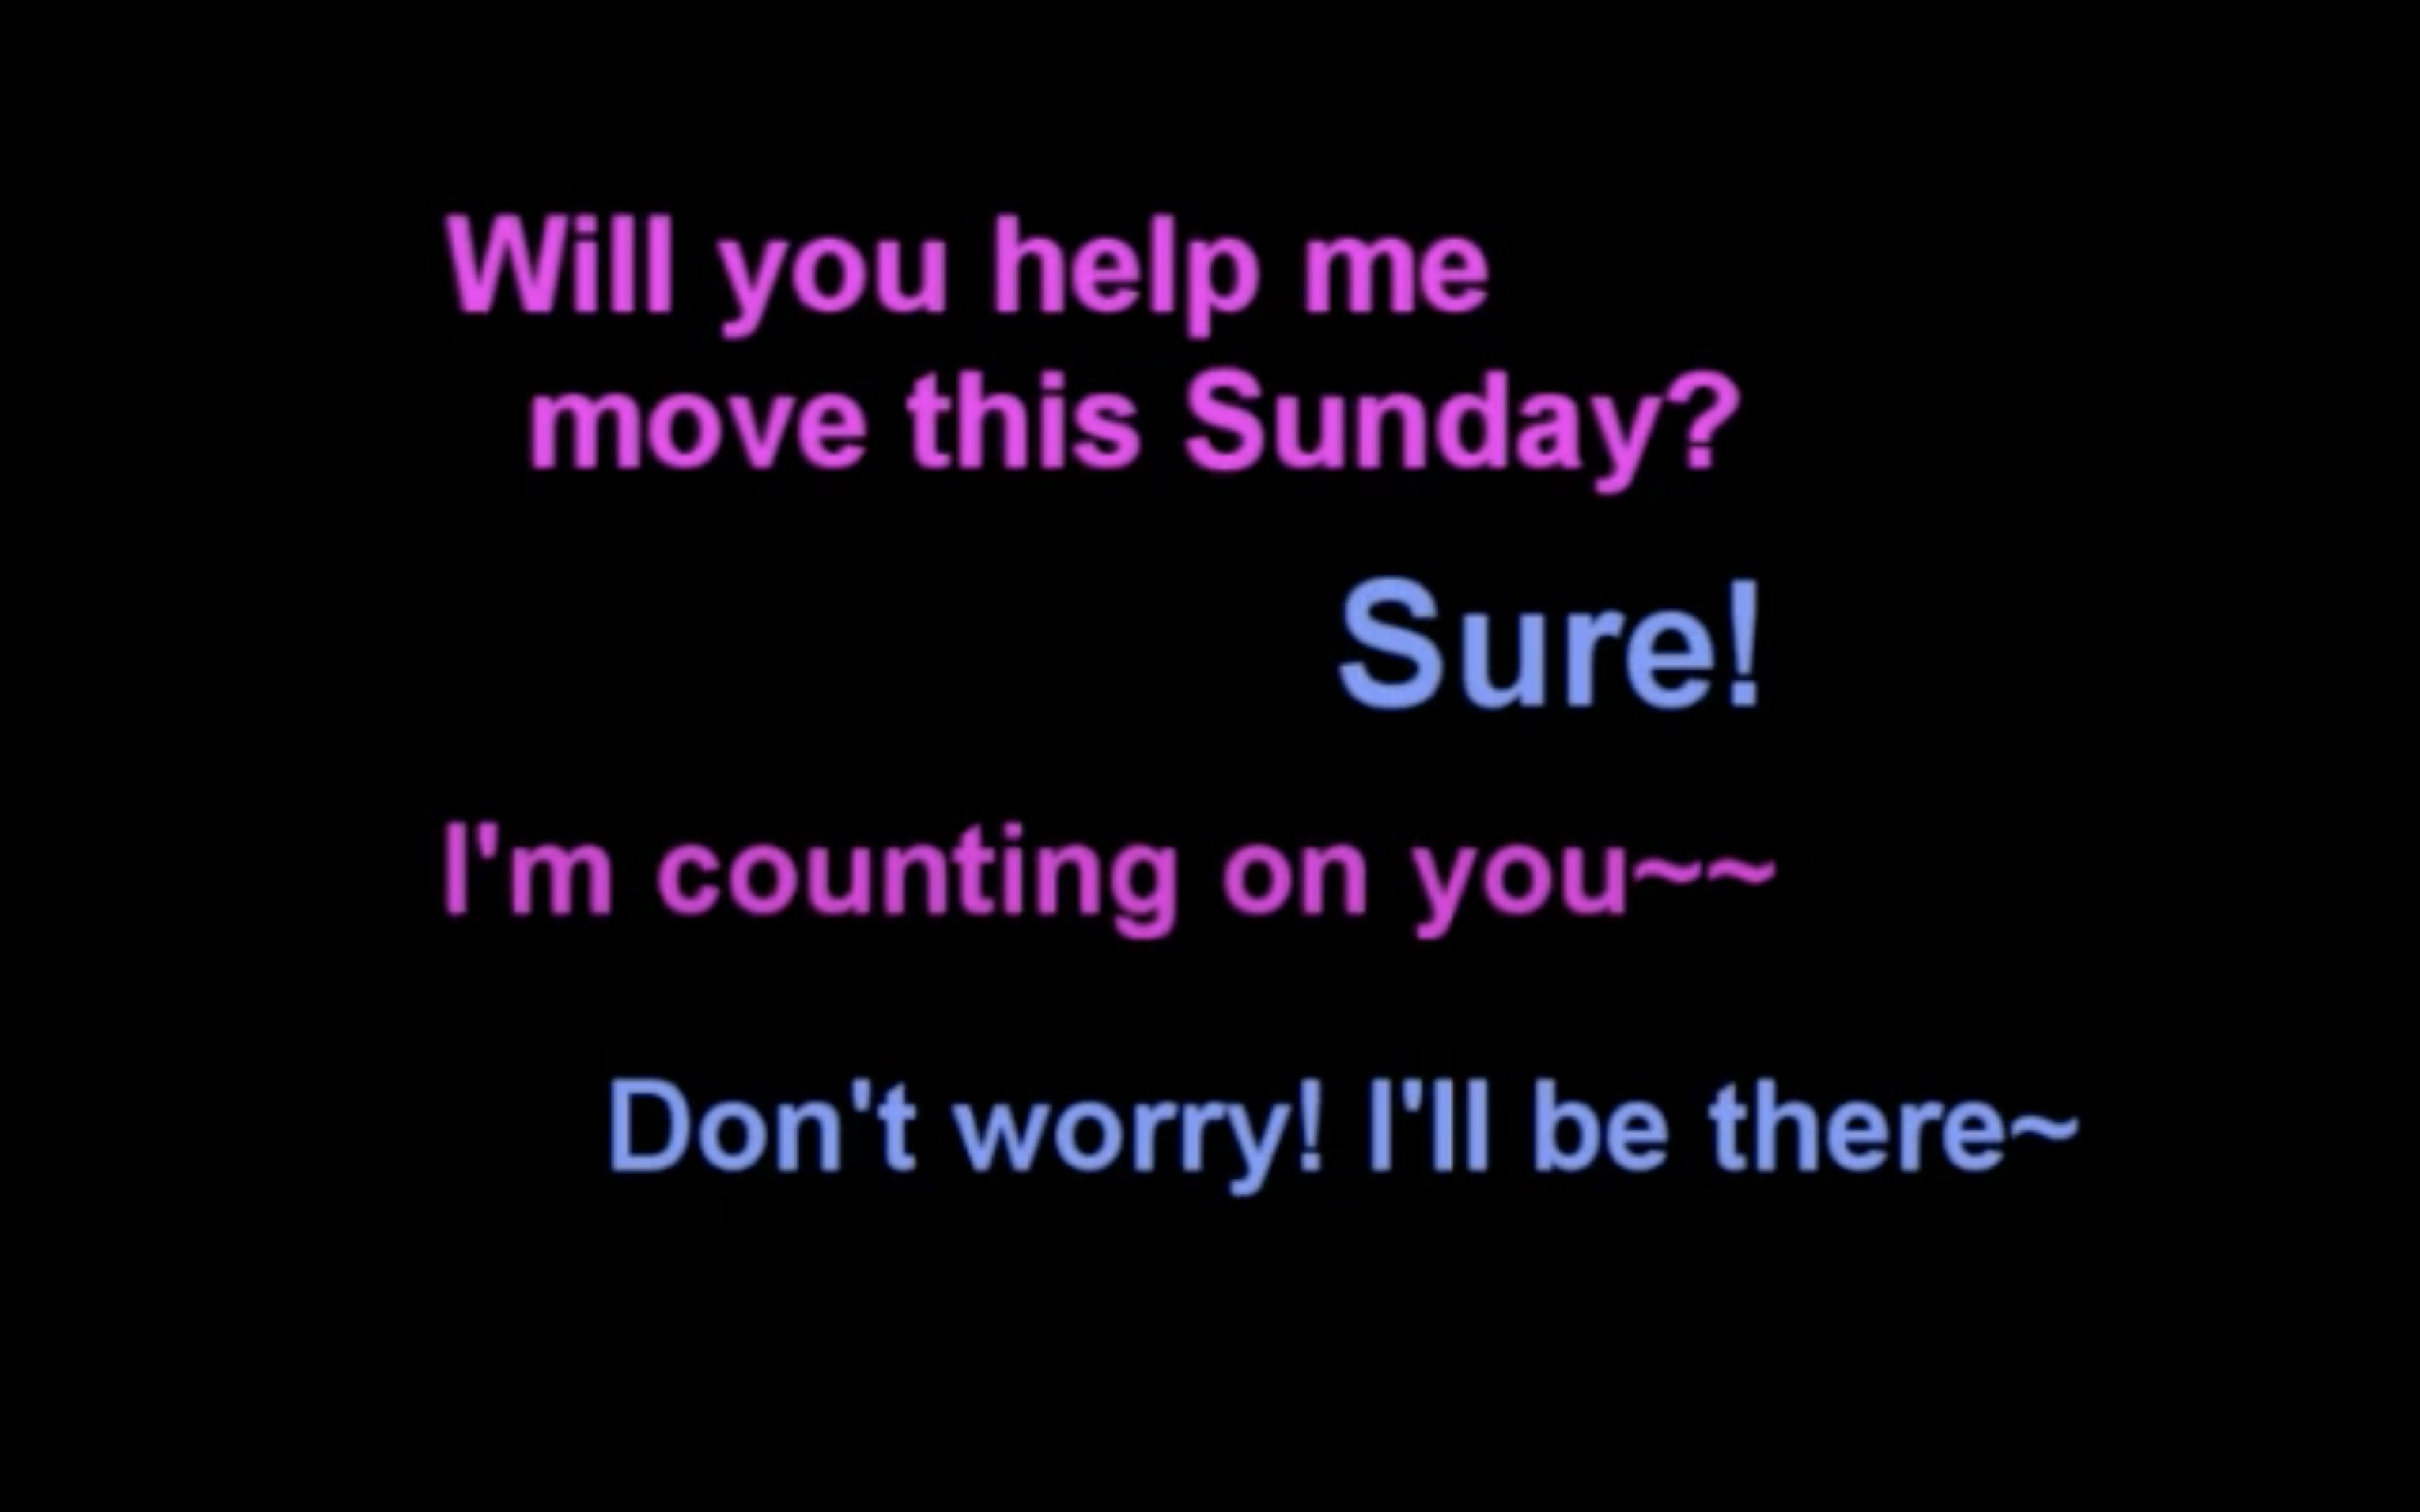 Will you help me
move this Sunday?
Sure!
I'm counting on you~~
Don't worry! I'll be there~